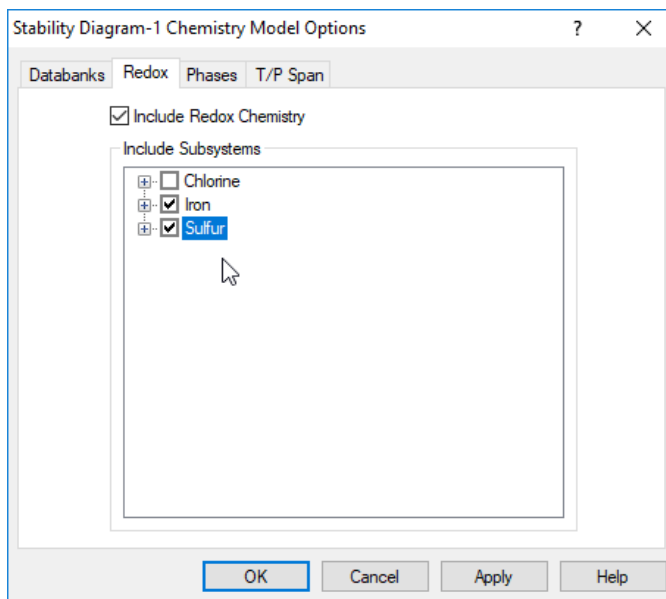 Stability Diagram-1 Chemistry Model Options ?
Databanks Redox Phases T/P Span
Include Redox Chemistry
Include Subsystems
Chlorine
Iron
Sulfur
OK Cancel Apply Help